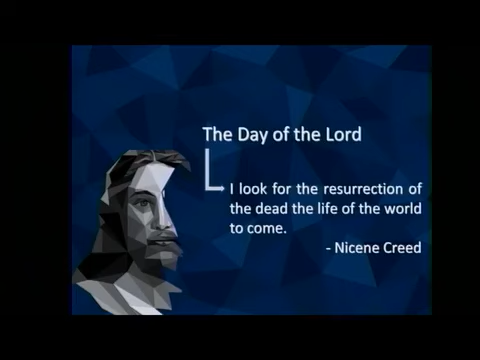 The Day of the Lord
I look for the resurrection of
the dead the life of the world
to come.
- Nicene Creed